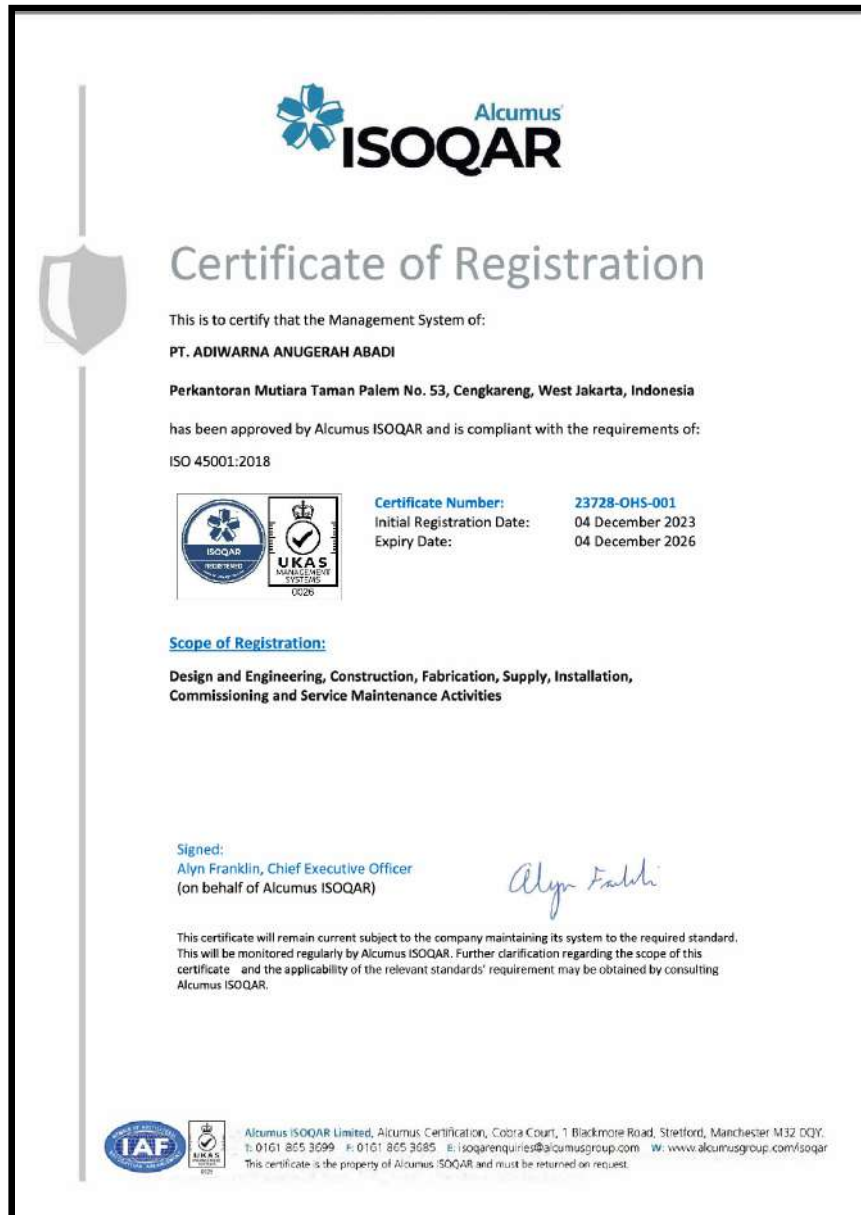 Alcumus
ISOQAR
Certificate of Registration
This is to certify that the Management System of:
PT. ADIWARNA ANUGERAH ABADI
Perkantoran Mutiara Taman Palem No. 53, Cengkareng, West Jakarta, Indonesia
has been approved by Alcumus ISOQAR and is compliant with the requirements of:
ISO 45001:2018
ISOQAR
REGISTERED
UKAS
MANAGEMENT
SYSTEMS
0026
Certificate Number: 23728-OHS-001
Initial Registration Date: 04 December 2023
Expiry Date: 04 December 2026
Scope of Registration:
Design and Engineering, Construction, Fabrication, Supply, Installation,
Commissioning and Service Maintenance Activities
Signed:
Alyn Franklin, Chief Executive Officer
(on behalf of Alcumus ISOQAR)
This certificate will remain current subject to the company maintaining its system to the required standard.
This will be monitored regularly by Alcumus ISOQAR. Further clarification regarding the scope of this
certificate and the applicability of the relevant standards' requirement may be obtained by consulting
Alcumus ISOQAR.
IAF
UKAS
Alcumus ISOQAR Limited, Alcumus Certification, Cobra Court, 1 Blackmore Road, Stretford, Manchester M32 0QY.
T: 0161 865 3699 F: 0161 865 3685 E: isoqarenquiries@alcumusgroup.com W: www.alcumusgroup.com/isoqar
This certificate is the property of Alcumus ISOQAR and must be returned on request.